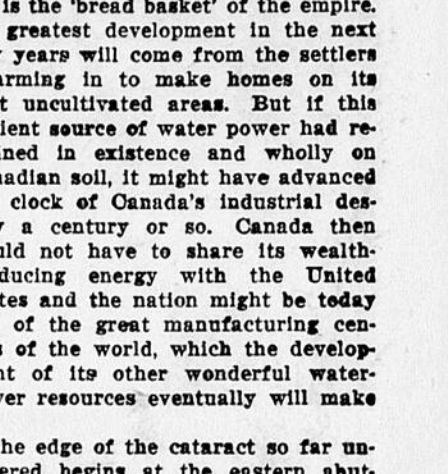 is the 'bread basket' of the empire.
greatest development in the next
years will come from the settlers
arming in to make homes on its
t uncultivated areas. But if this
ient source of water power had re-
ined in existence and wholly on
nadian soil, it might have advanced
clock of Canada's industrial des-
y a century or so. Canada then
uld not have to share its wealth-
ducing energy with the United
tes and the nation might be today
of the great manufacturing cen-
s of the world, which the develop-
nt of its other wonderful water-
wer resources eventually will make
he edge of the cataract so far un-
ered begins at the eastern abut-